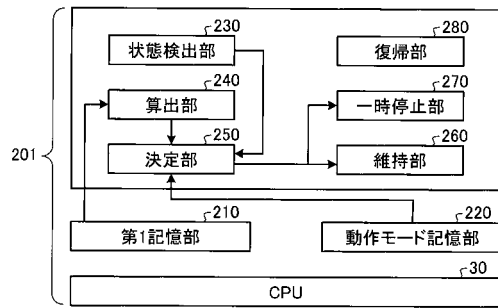 230
状態検出部
280
復帰部
240
算出部
270
一時停止部
201
250
決定部
260
維持部
210
第1記憶部
220
動作モード記憶部
30
CPU